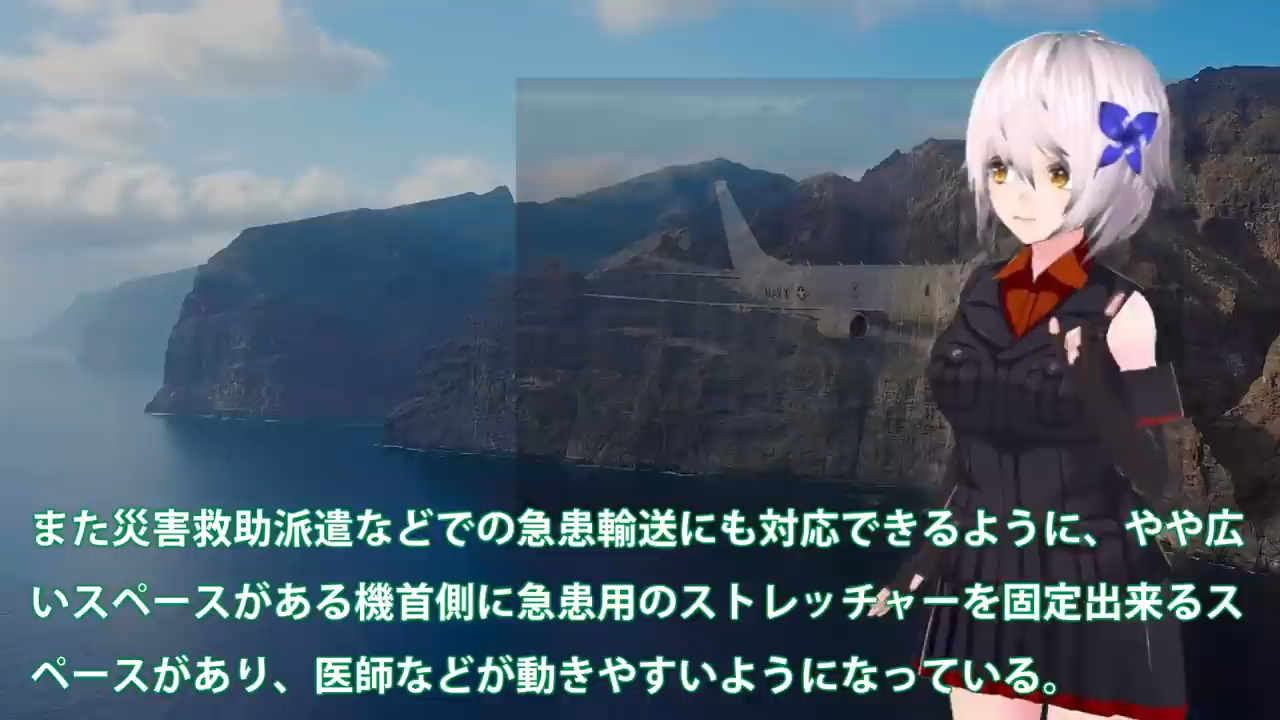 NAVY
また災害救助派遣などでの急患輸送にも対応できるように、やや広
いスペースがある機首側に急患用のストレッチャーを固定出来るス
ペースがあり、医師などが動きやすいようになっている。